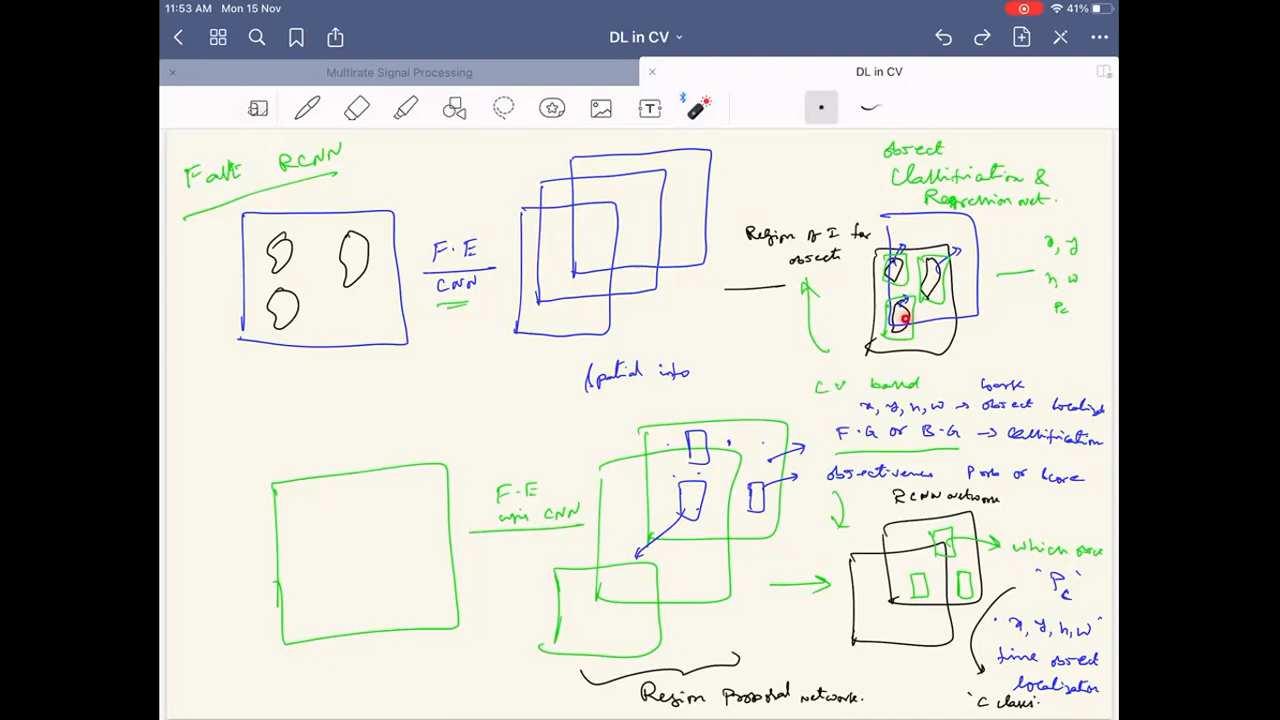 11:53 AM Mon 15 Nov
41%
DL in CV
Multirate Signal Processing
DL in CV
Fast RCNN
F.E
CNN
Spatial info
Region of I for
object
object
Classification &
Regression net.
x, y
h, w
Pc
CV based work
x, y, h, w → object localiz
F.G or B.G → Classification
objectiveness Prob or score
F.E
using CNN
Region proposal network.
RCNN network
which
"Pc"
"x, y, h, w"
object
localization
"C class.